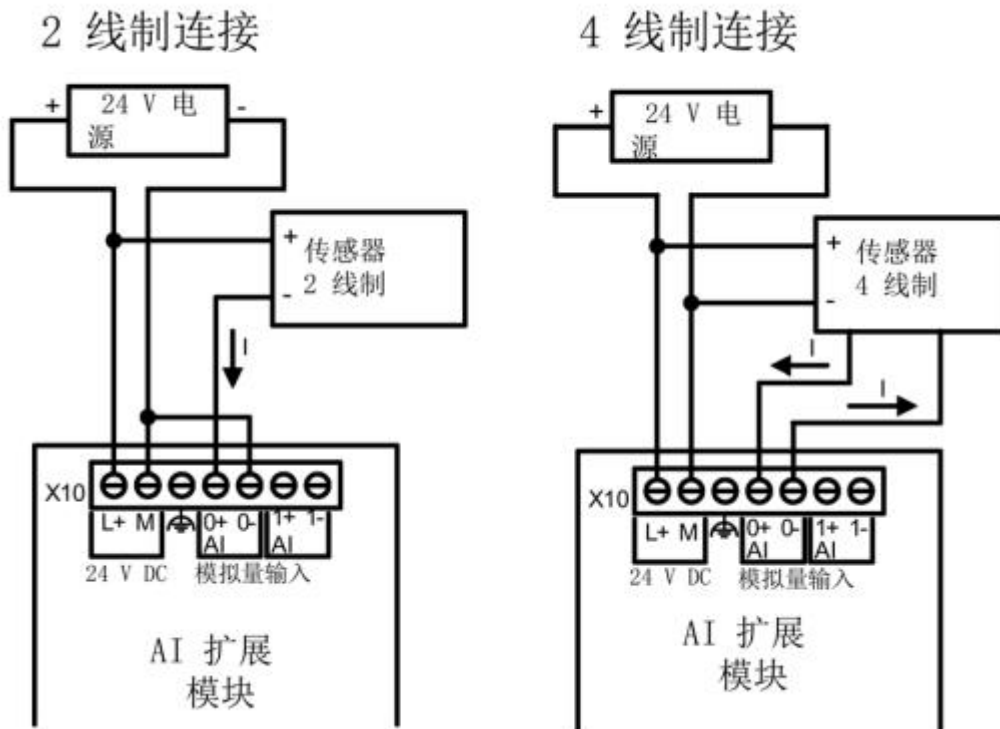 2 线制连接
+ 24 V 电 -
源
+ 传感器
2 线制
-
I
X10
L+ M 0+ 0- 1+ 1-
AI AI
24 V DC 模拟量输入
AI 扩展
模块
4 线制连接
+ 24 V 电
源
+ 传感器
- 4 线制
I
I
X10
L+ M 0+ 0- 1+ 1-
AI AI
24 V DC 模拟量输入
AI 扩展
模块